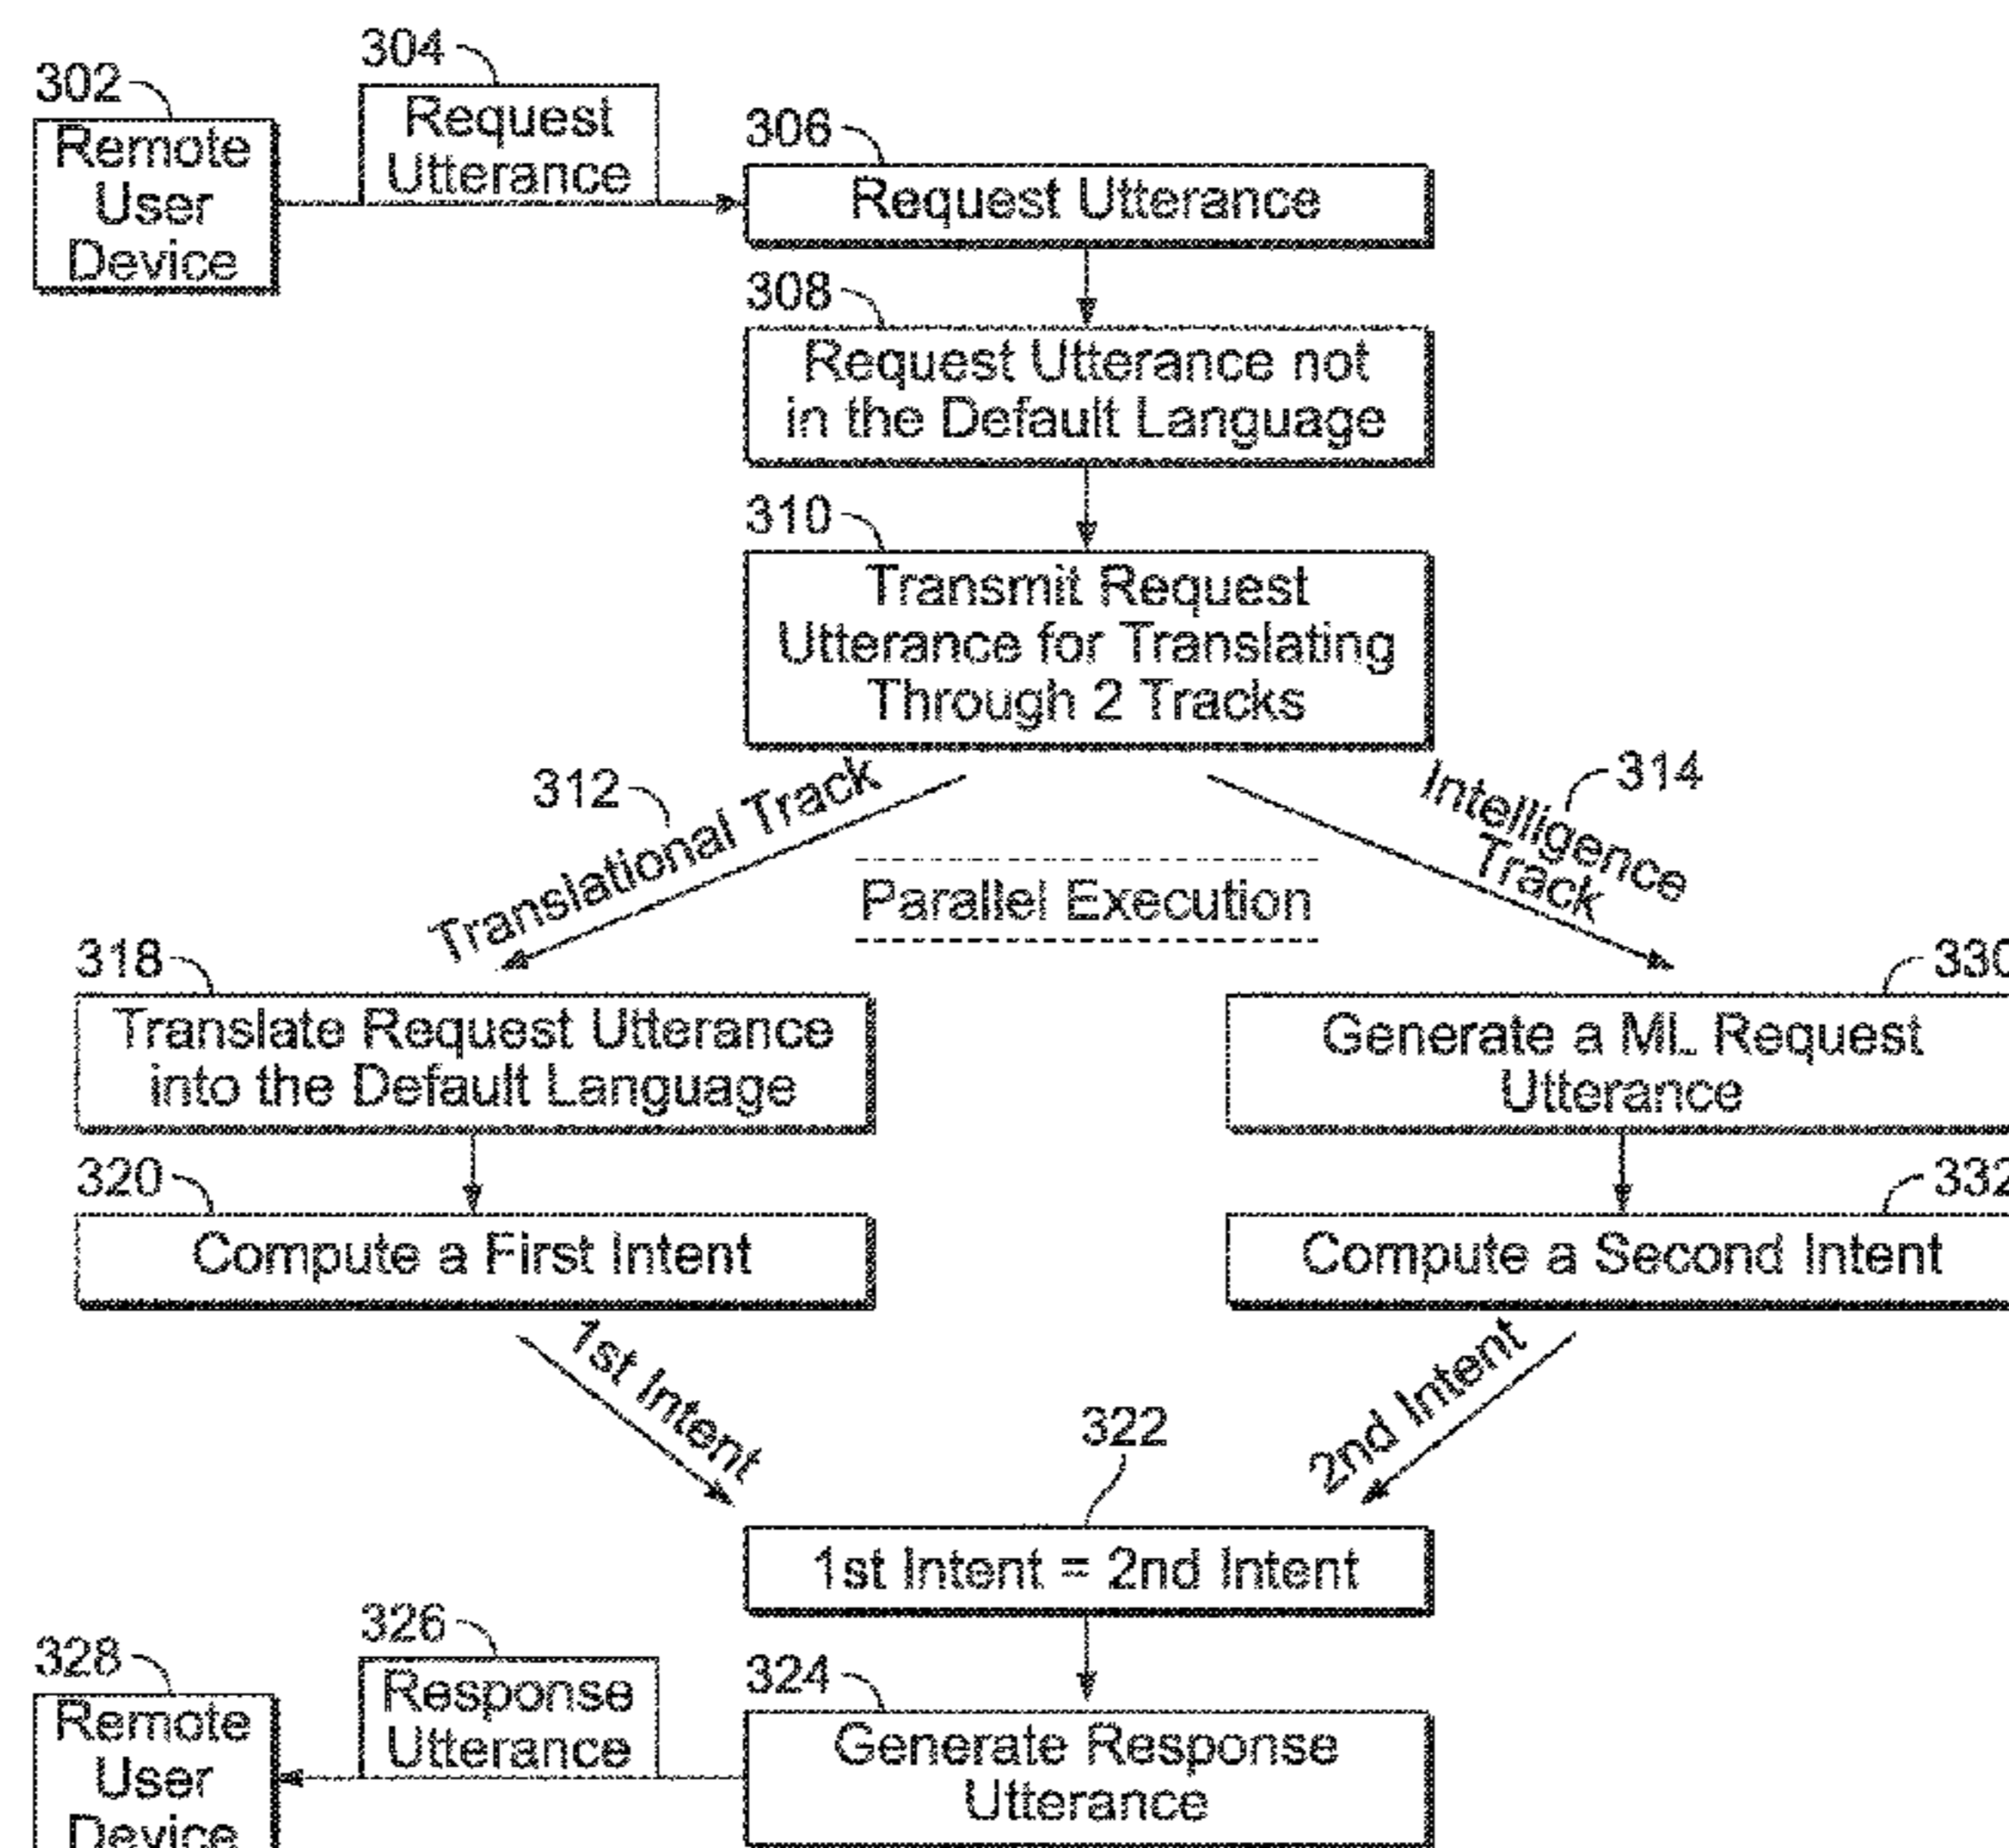 304
302
Request
Utterance
Remote
User
Device
306
Request Utterance
308
Request Utterance not
in the Default Language
310
Transmit Request
Utterance for Translating
Through 2 Tracks
312
Translational Track
314
Intelligence
Track
Parallel Execution
318
Translate Request Utterance
into the Default Language
330
Generate a ML Request
Utterance
320
Compute a First Intent
332
Compute a Second Intent
1st Intent
2nd Intent
322
1st Intent = 2nd Intent
326
Response
Utterance
328
Remote
User
Device
324
Generate Response
Utterance